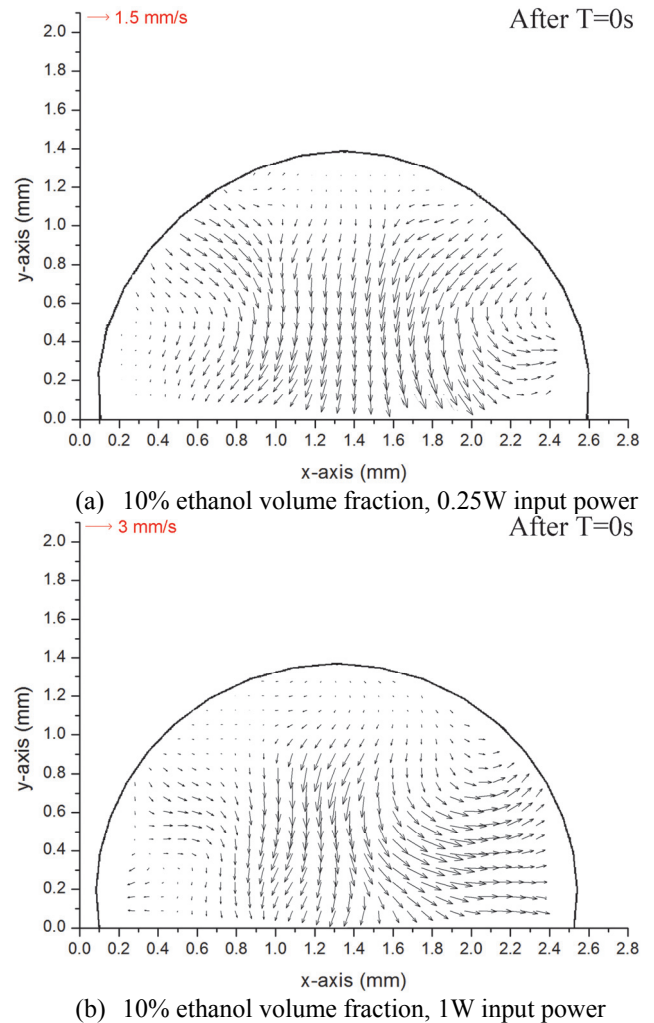 1.5 mm/s
After T=0s
2.0
1.8
1.6
1.4
1.2
1.0
0.8
0.6
0.4
0.2
0.0
y-axis (mm)
0.0 0.2 0.4 0.6 0.8 1.0 1.2 1.4 1.6 1.8 2.0 2.2 2.4 2.6 2.8
x-axis (mm)
(a) 10% ethanol volume fraction, 0.25W input power
3 mm/s
After T=0s
2.0
1.8
1.6
1.4
1.2
1.0
0.8
0.6
0.4
0.2
0.0
y-axis (mm)
0.0 0.2 0.4 0.6 0.8 1.0 1.2 1.4 1.6 1.8 2.0 2.2 2.4 2.6 2.8
x-axis (mm)
(b) 10% ethanol volume fraction, 1W input power